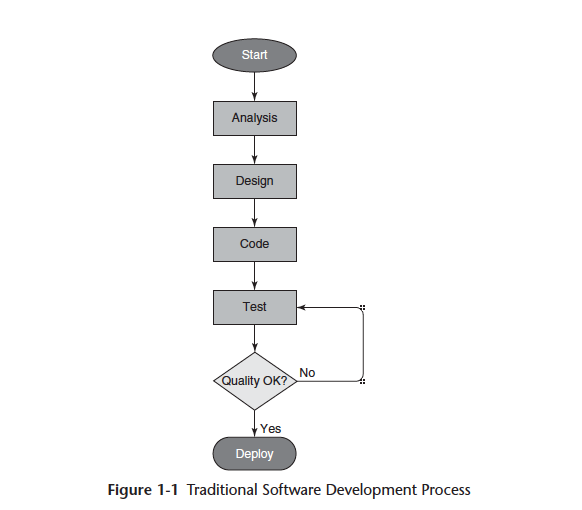 Start
Analysis
Design
Code
Test
Quality OK?
No
Yes
Deploy
Figure 1-1 Traditional Software Development Process